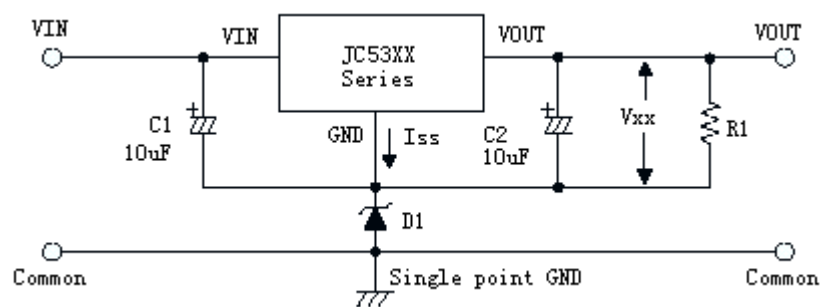 VIN
VIN
JC53XX
Series
VOUT
VOUT
C1
10uF
GND
Iss
C2
10uF
Vxx
R1
D1
Common
Single point GND
Common